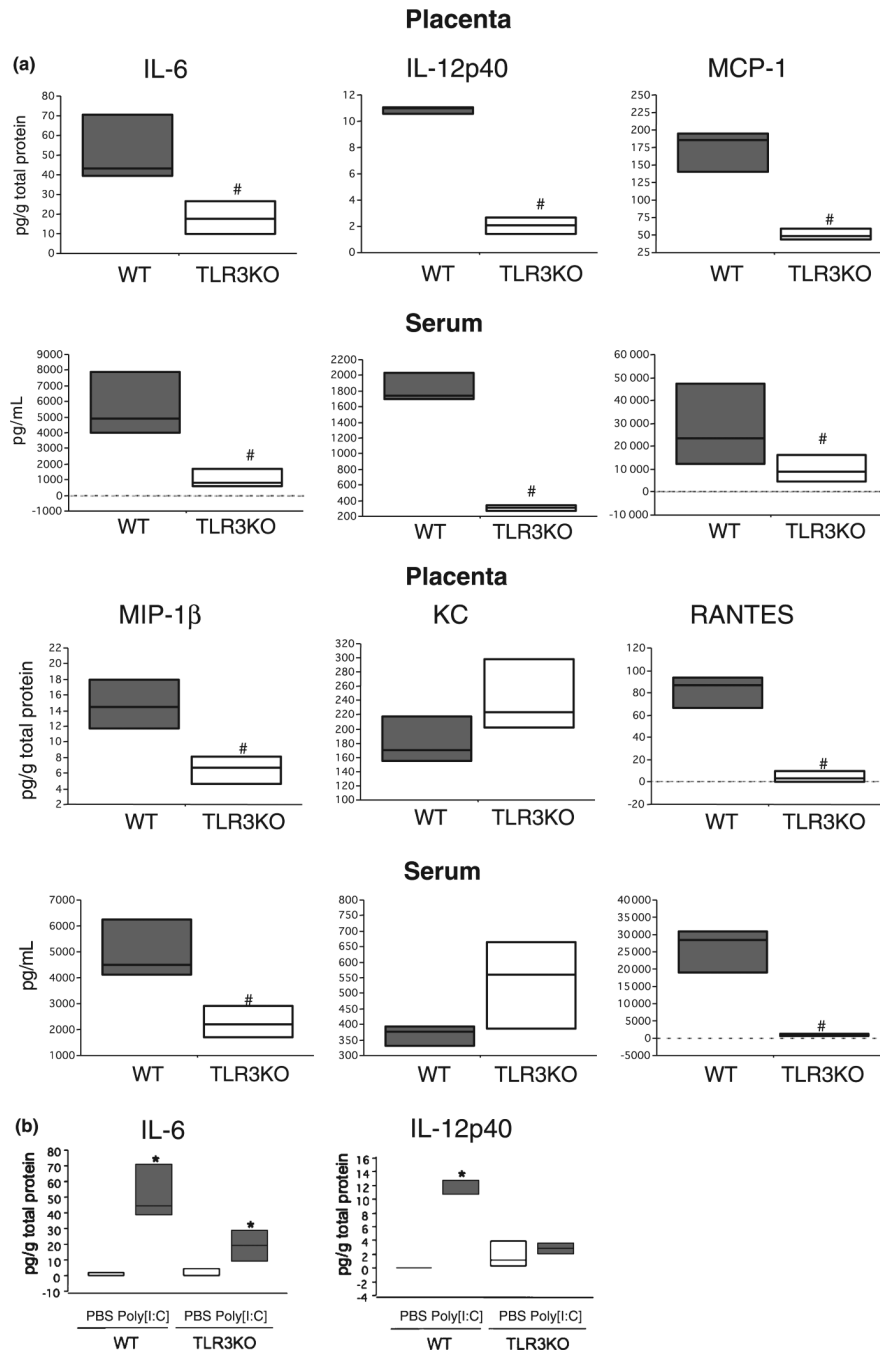 Placenta
(a)
IL-6
IL-12p40
MCP-1
pg/g total protein
80
70
60
50
40
30
20
10
0
#
WT
TLR3KO
12
10
8
6
4
2
0
#
WT
TLR3KO
250
225
200
175
150
125
100
75
50
25
#
WT
TLR3KO
Serum
pg/mL
9000
8000
7000
6000
5000
4000
3000
2000
1000
0
-1000
#
WT
TLR3KO
2200
2000
1800
1600
1400
1200
1000
800
600
400
200
#
WT
TLR3KO
60 000
50 000
40 000
30 000
20 000
10 000
0
-10 000
#
WT
TLR3KO
Placenta
MIP-1β
KC
RANTES
pg/g total protein
22
20
18
16
14
12
10
8
6
4
2
#
WT
TLR3KO
320
300
280
260
240
220
200
180
160
140
120
100
WT
TLR3KO
120
100
80
60
40
20
0
-20
#
WT
TLR3KO
Serum
pg/mL
7000
6000
5000
4000
3000
2000
1000
#
WT
TLR3KO
800
750
700
650
600
550
500
450
400
350
300
WT
TLR3KO
40 000
35 000
30 000
25 000
20 000
15 000
10 000
5000
0
-5000
#
WT
TLR3KO
(b)
IL-6
IL-12p40
pg/g total protein
80
70
60
50
40
30
20
10
0
-10
*
*
PBS Poly[I:C] PBS Poly[I:C]
WT
TLR3KO
pg/g total protein
16
14
12
10
8
6
4
2
0
-2
-4
*
PBS Poly[I:C] PBS Poly[I:C]
WT
TLR3KO